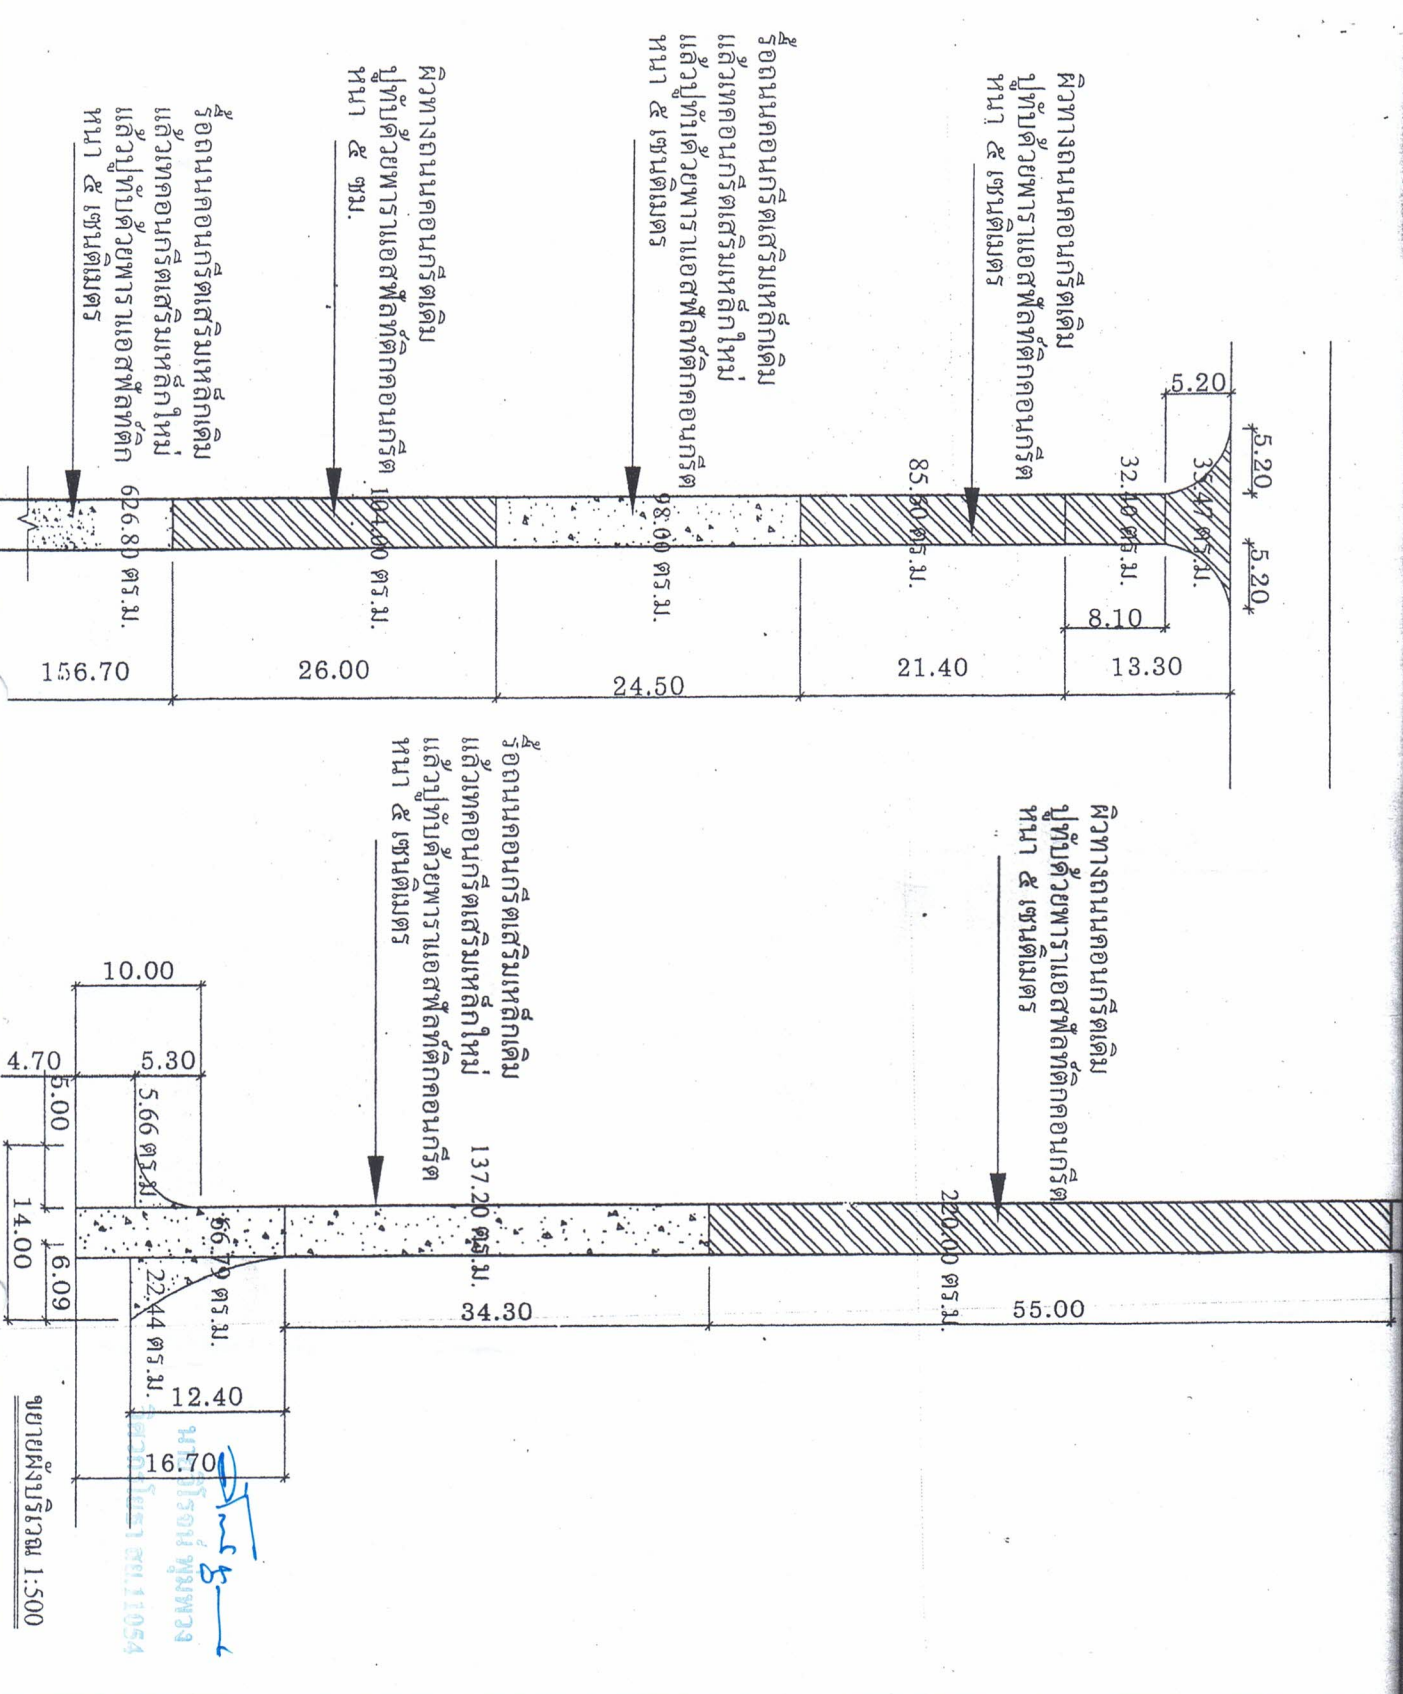 ผิวทางถนนคอนกรีตเดิม
ปูทับด้วยพาราแอสฟัลท์ติกคอนกรีต
หนา ๕ เซนติเมตร
รื้อถนนคอนกรีตเสริมเหล็กเดิม
แล้วเทคอนกรีตเสริมเหล็กใหม่
แล้วปูทับด้วยพาราแอสฟัลท์ติกคอนกรีต
หนา ๕ เซนติเมตร
ผิวทางถนนคอนกรีตเดิม
ปูทับด้วยพาราแอสฟัลท์ติกคอนกรีต
หนา ๕ ซม.
รื้อถนนคอนกรีตเสริมเหล็กเดิม
แล้วเทคอนกรีตเสริมเหล็กใหม่
แล้วปูทับด้วยพาราแอสฟัลท์ติก
หนา ๕ เซนติเมตร
5.20
5.20
5.20
ตร.ม.
32.40 ตร.ม.
85.50 ตร.ม.
98.00 ตร.ม.
104.00 ตร.ม.
626.80 ตร.ม.
8.10
13.30
21.40
24.50
26.00
156.70
ผิวทางถนนคอนกรีตเดิม
ปูทับด้วยพาราแอสฟัลท์ติกคอนกรีต
หนา ๕ เซนติเมตร
รื้อถนนคอนกรีตเสริมเหล็กเดิม
แล้วเทคอนกรีตเสริมเหล็กใหม่
แล้วปูทับด้วยพาราแอสฟัลท์ติกคอนกรีต
หนา ๕ เซนติเมตร
220.00 ตร.ม.
137.20 ตร.ม.
66.79 ตร.ม.
5.66 ตร.ม.
22.44 ตร.ม.
10.00
5.30
4.70
5.00
14.00
6.09
55.00
34.30
12.40
16.70
ขยายผังบริเวณ 1:500
สย.11054